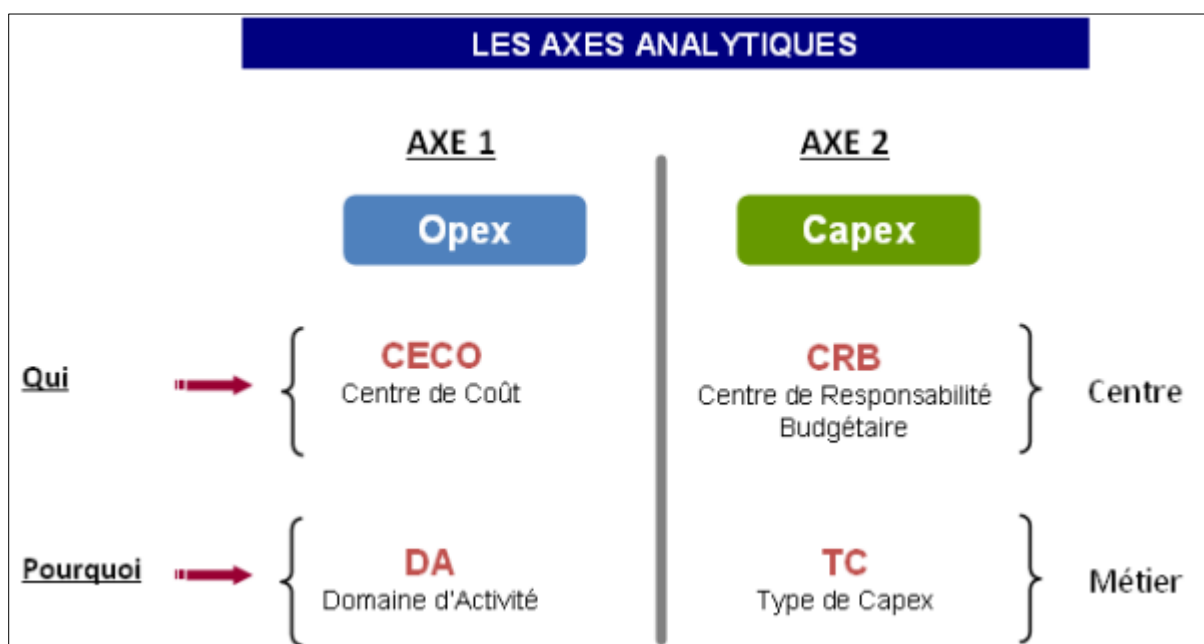 LES AXES ANALYTIQUES
AXE 1
AXE 2
Opex
Capex
Qui
CECO
Centre de Coût
CRB
Centre de Responsabilité
Budgétaire
Centre
Pourquoi
DA
Domaine d'Activité
TC
Type de Capex
Métier